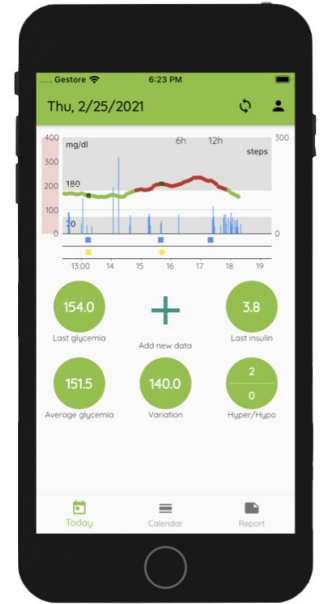 .... Gestore 6:23 PM
Thu, 2/25/2021
400 mg/dl 6h 12h 300
steps
300
200 180
100
0 0
13:00 14 15 16 17 18 19
154.0 3.8
Last glycemia Add new data Last insulin
151.5 140.0 2
0
Average glycemia Variation Hyper/Hypo
Today Calendar Report